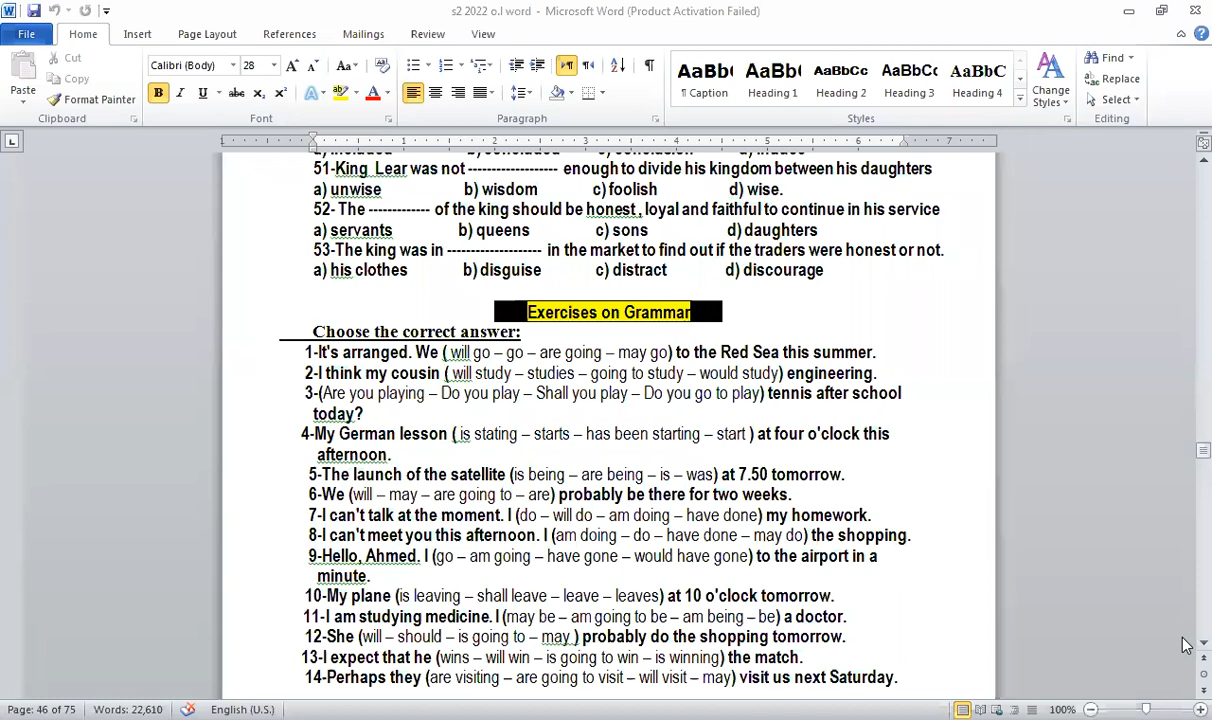 s2 2022 o.l word - Microsoft Word (Product Activation Failed)
File Home Insert Page Layout References Mailings Review View
Paste Cut Copy Format Painter
Calibri (Body) 28
B I U abc x₂ x² Aa A
AaBbCc AaBbCc AaBbCc AaBbCc AaBbCc
¶ Caption Heading 1 Heading 2 Heading 3 Heading 4
Change Styles
Find Replace Select
Clipboard Font Paragraph Styles Editing
1 1 2 3 4 5 6 7
51-King Lear was not ------------------ enough to divide his kingdom between his daughters
a) unwise b) wisdom c) foolish d) wise.
52- The ------------- of the king should be honest , loyal and faithful to continue in his service
a) servants b) queens c) sons d) daughters
53-The king was in -------------------- in the market to find out if the traders were honest or not.
a) his clothes b) disguise c) distract d) discourage
Exercises on Grammar
Choose the correct answer:
1-It's arranged. We ( will go – go – are going – may go) to the Red Sea this summer.
2-I think my cousin ( will study – studies – going to study – would study) engineering.
3-(Are you playing – Do you play – Shall you play – Do you go to play) tennis after school
today?
4-My German lesson ( is stating – starts – has been starting – start ) at four o'clock this
afternoon.
5-The launch of the satellite (is being – are being – is – was) at 7.50 tomorrow.
6-We (will – may – are going to – are) probably be there for two weeks.
7-I can't talk at the moment. I (do – will do – am doing – have done) my homework.
8-I can't meet you this afternoon. I (am doing – do – have done – may do) the shopping.
9-Hello, Ahmed. I (go – am going – have gone – would have gone) to the airport in a
minute.
10-My plane (is leaving – shall leave – leave – leaves) at 10 o'clock tomorrow.
11-I am studying medicine. I (may be – am going to be – am being – be) a doctor.
12-She (will – should – is going to – may ) probably do the shopping tomorrow.
13-I expect that he (wins – will win – is going to win – is winning) the match.
14-Perhaps they (are visiting – are going to visit – will visit – may) visit us next Saturday.
Page: 46 of 75 Words: 22,610 English (U.S.) 100%